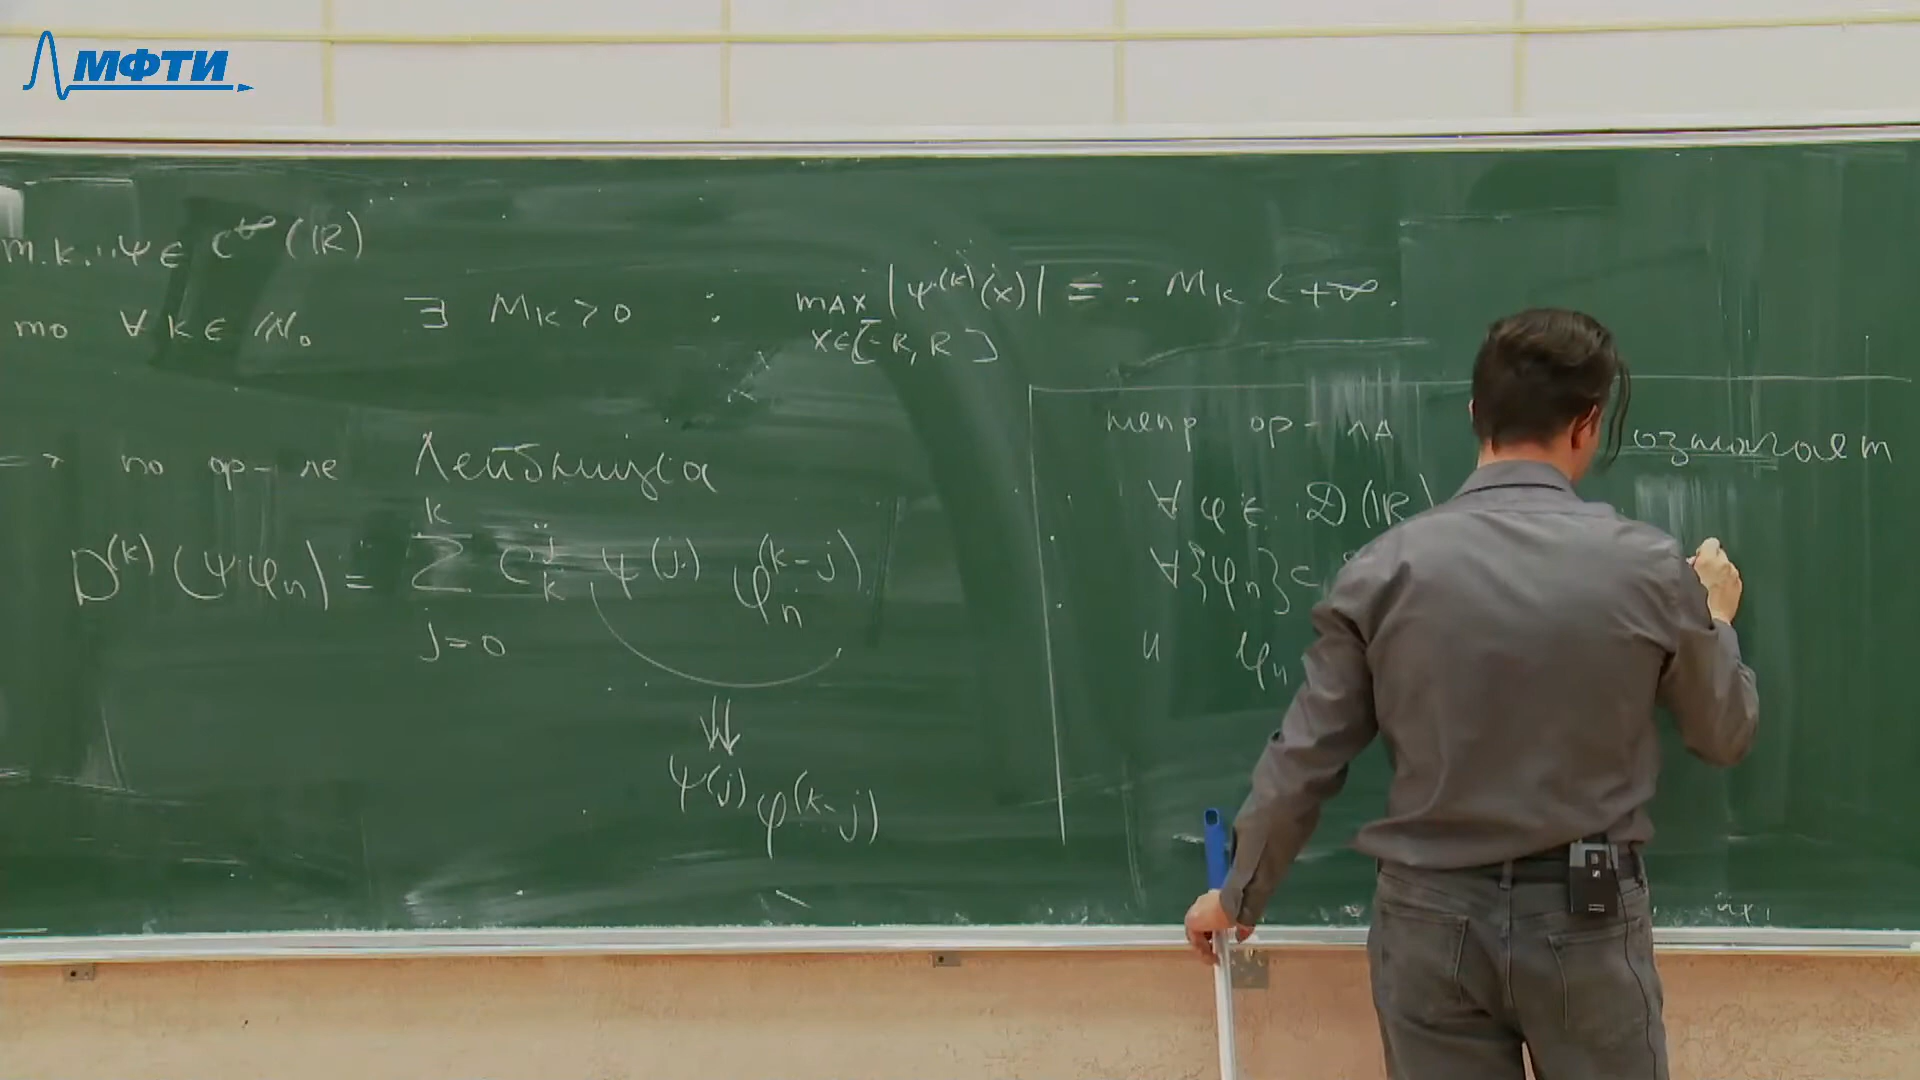 МФТИ
т.к. ψ ∈ C^∞(ℝ)
то ∀ k ∈ ℕ₀ ∃ M_k > 0 : max_{x∈[-R,R]} |ψ^(k)(x)| =: M_k < +∞.
=> по ф-ле Лейбница
D^(k)(ψφ_n) = Σ_{j=0}^{k} C_k^j ψ^(j) φ_n^(k-j)
⇊
ψ^(j) φ^(k-j)
непр ф-ла означает
∀ φ ∈ D(ℝ)
∀{φ_n} ⊂
и φ_n